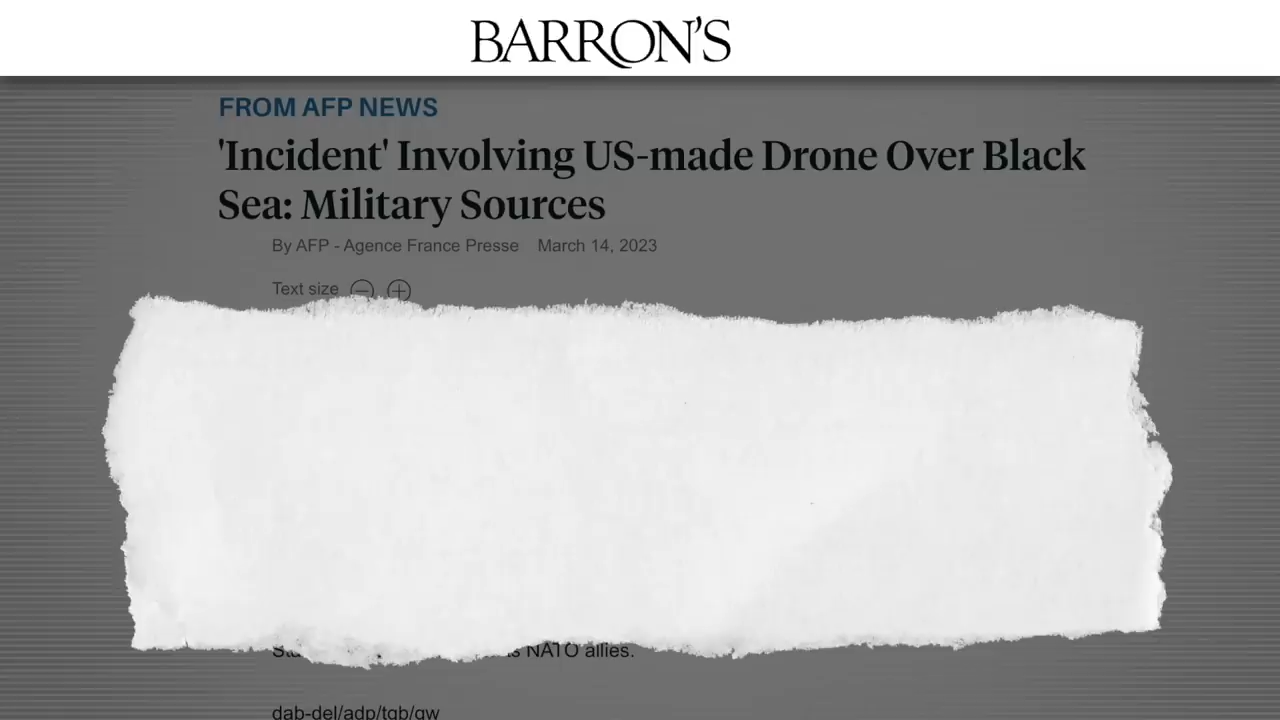 BARRON'S
FROM AFP NEWS
'Incident' Involving US-made Drone Over Black
Sea: Military Sources
By AFP - Agence France Presse March 14, 2023
Text size
NATO allies.
dab-del/adp/tgb/gw